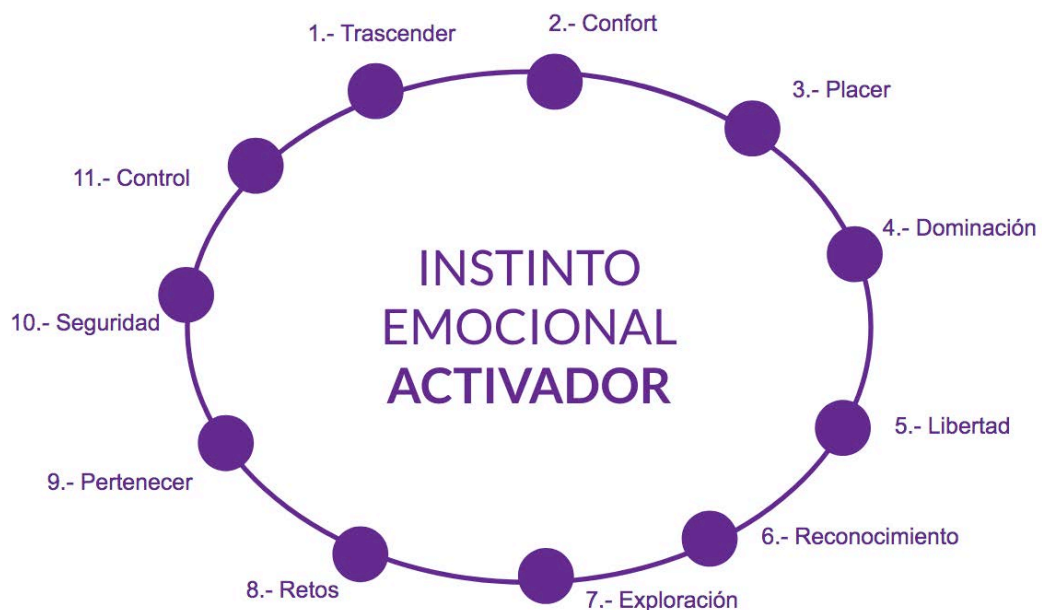 1.- Trascender
2.- Confort
3.- Placer
4.- Dominación
5.- Libertad
6.- Reconocimiento
7.- Exploración
8.- Retos
9.- Pertenecer
10.- Seguridad
11.- Control
INSTINTO
EMOCIONAL
ACTIVADOR